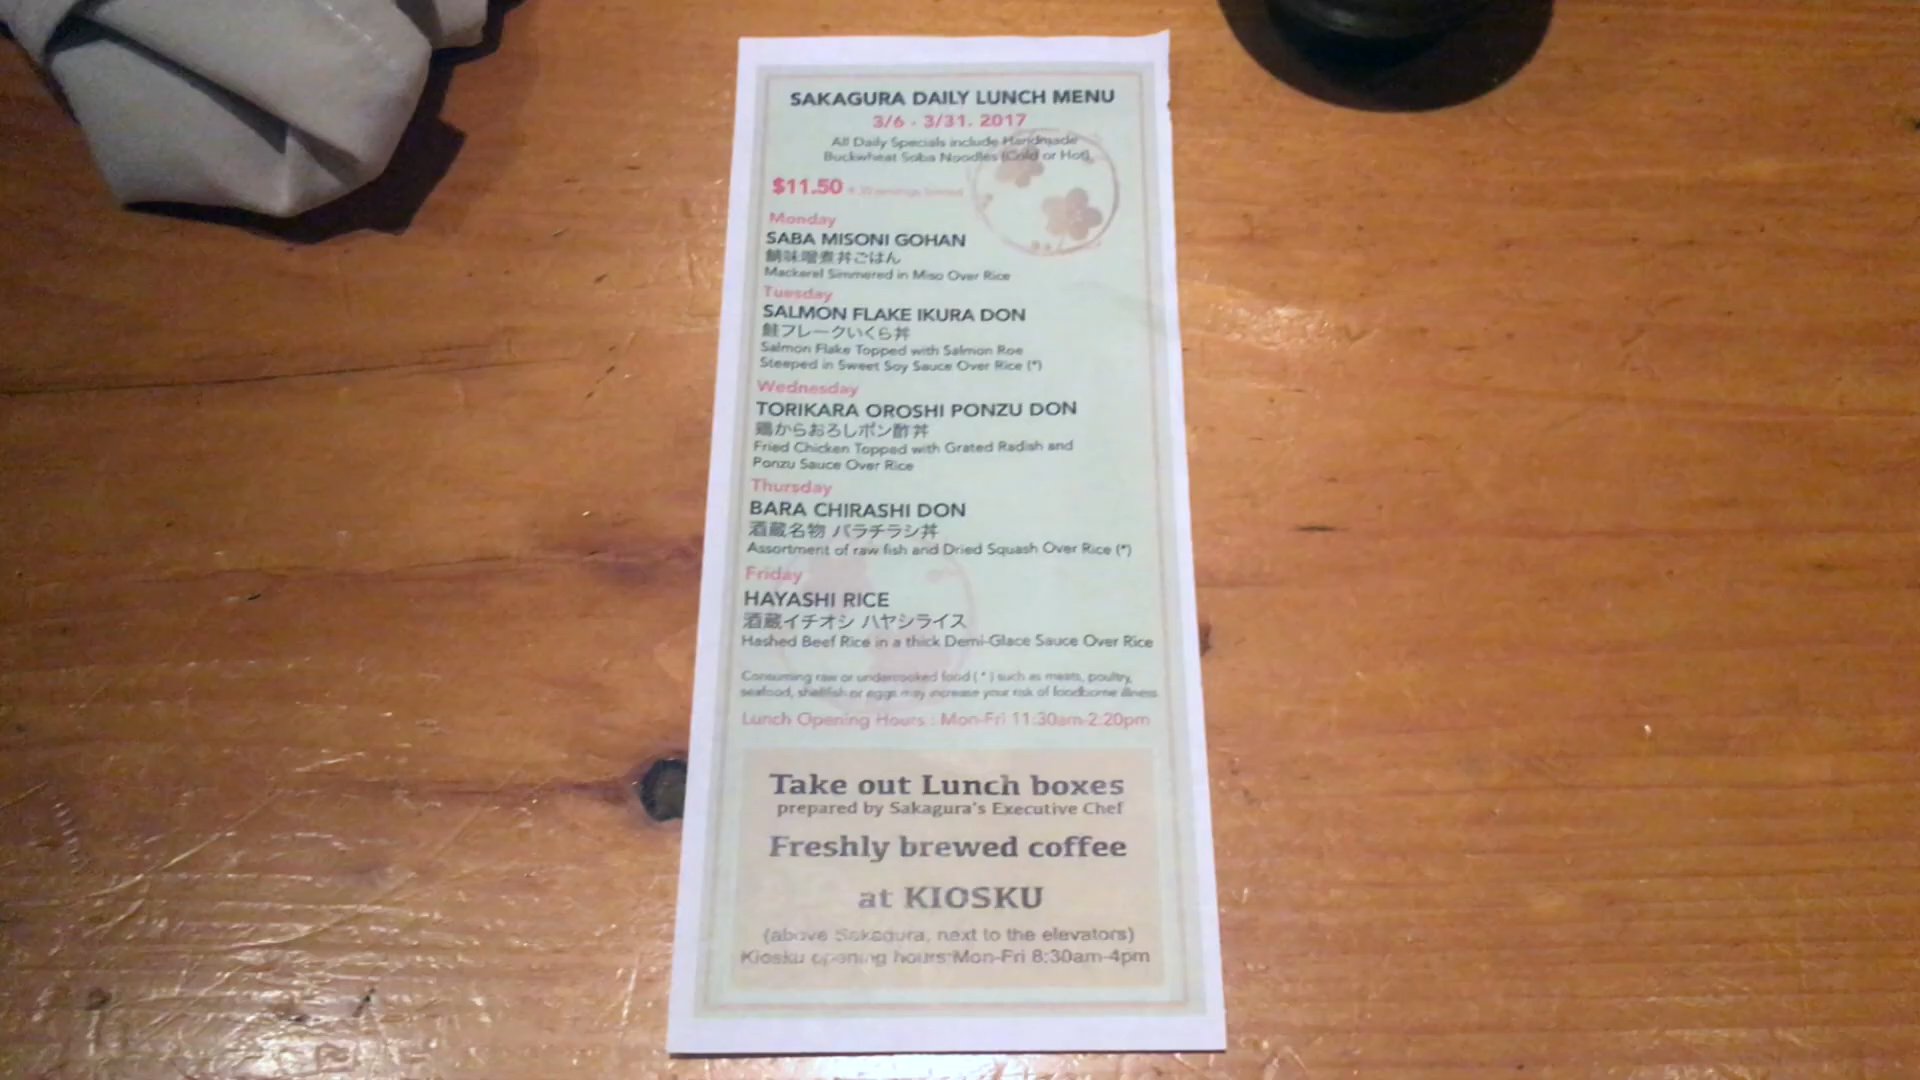 SAKAGURA DAILY LUNCH MENU
3/6 - 3/31. 2017
All Daily Specials include Handmade
Buckwheat Soba Noodles (Cold or Hot)
$11.50
Monday
SABA MISONI GOHAN
鯖味噌煮丼ごはん
Mackerel Simmered in Miso Over Rice
Tuesday
SALMON FLAKE IKURA DON
鮭フレークいくら丼
Salmon Flake Topped with Salmon Roe
Steeped in Sweet Soy Sauce Over Rice (*)
Wednesday
TORIKARA OROSHI PONZU DON
鶏からおろしポン酢丼
Fried Chicken Topped with Grated Radish and
Ponzu Sauce Over Rice
Thursday
BARA CHIRASHI DON
酒蔵名物 バラチラシ丼
Assortment of raw fish and Dried Squash Over Rice (*)
Friday
HAYASHI RICE
酒蔵イチオシ ハヤシライス
Hashed Beef Rice in a thick Demi-Glace Sauce Over Rice
Consuming raw or undercooked food ( * ) such as meats, poultry,
seafood, shellfish or eggs may increase your risk of foodborne illness
Lunch Opening Hours : Mon-Fri 11:30am-2:20pm
Take out Lunch boxes
prepared by Sakagura's Executive Chef
Freshly brewed coffee
at KIOSKU
(above Sakagura, next to the elevators)
Kiosku opening hours:Mon-Fri 8:30am-4pm